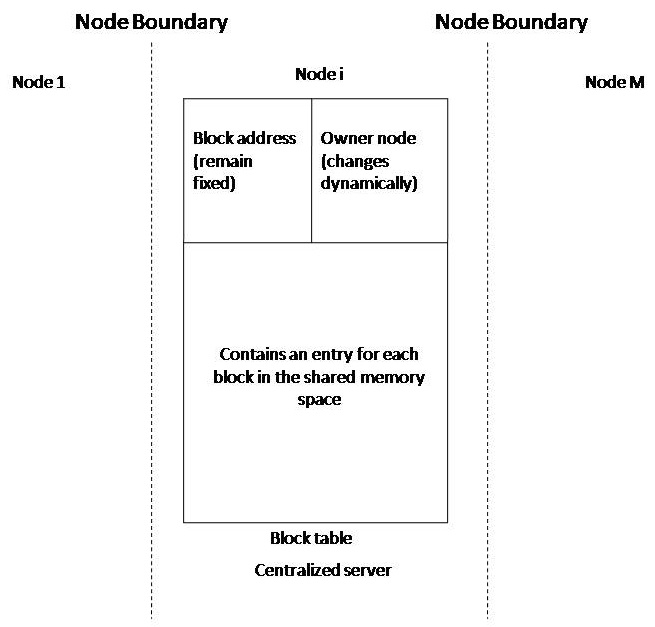 Node Boundary
Node Boundary
Node 1
Node i
Node M
Block address
(remain
fixed)
Owner node
(changes
dynamically)
Contains an entry for each
block in the shared memory
space
Block table
Centralized server